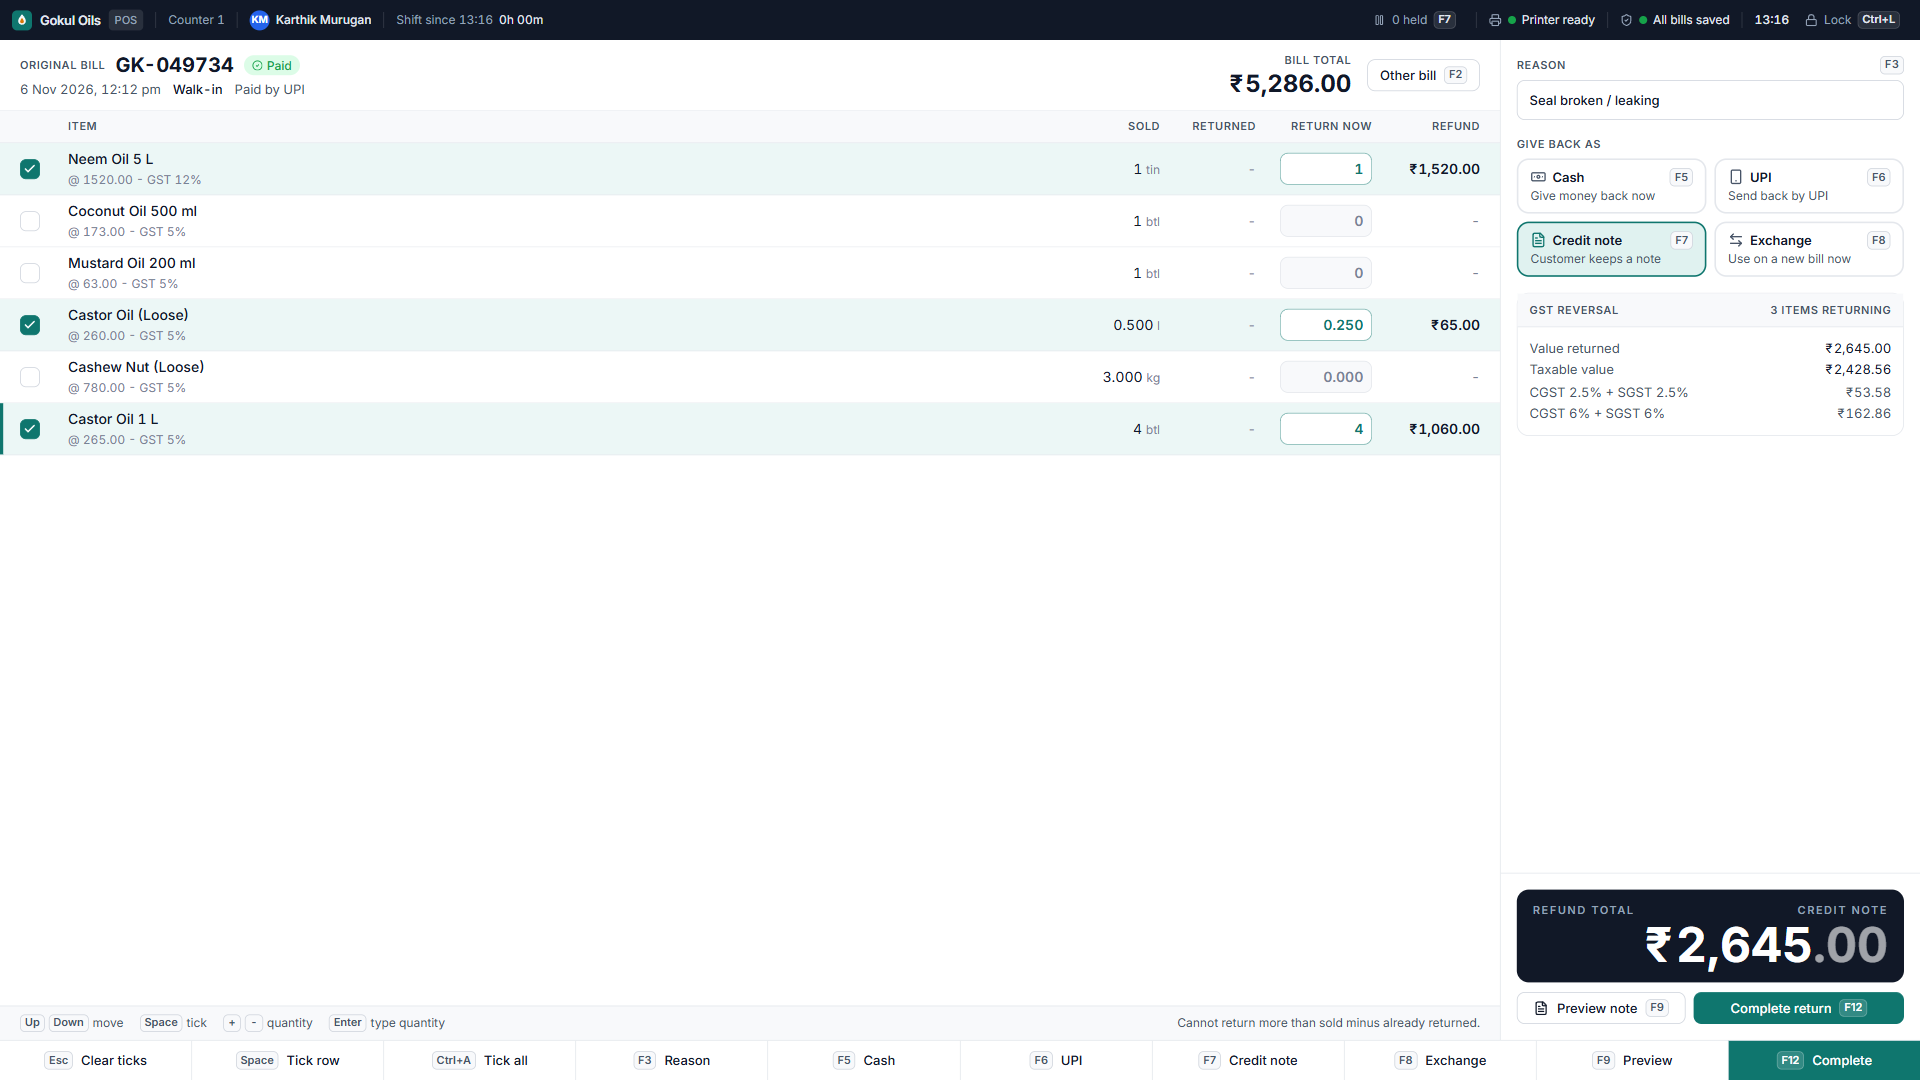 Gokul Oils POS Counter 1 KM Karthik Murugan Shift since 13:16 0h 00m 0 held F7 Printer ready All bills saved 13:16 Lock Ctrl+L
ORIGINAL BILL GK-049734 Paid
6 Nov 2026, 12:12 pm Walk-in Paid by UPI
BILL TOTAL
₹5,286.00
Other bill F2
ITEM SOLD RETURNED RETURN NOW REFUND
Neem Oil 5 L
@ 1520.00 - GST 12%
1 tin - 1 ₹1,520.00
Coconut Oil 500 ml
@ 173.00 - GST 5%
1 btl - 0 -
Mustard Oil 200 ml
@ 63.00 - GST 5%
1 btl - 0 -
Castor Oil (Loose)
@ 260.00 - GST 5%
0.500 l - 0.250 ₹65.00
Cashew Nut (Loose)
@ 780.00 - GST 5%
3.000 kg - 0.000 -
Castor Oil 1 L
@ 265.00 - GST 5%
4 btl - 4 ₹1,060.00
Up Down move Space tick + - quantity Enter type quantity Cannot return more than sold minus already returned.
REASON F3
Seal broken / leaking
GIVE BACK AS
Cash F5
Give money back now
UPI F6
Send back by UPI
Credit note F7
Customer keeps a note
Exchange F8
Use on a new bill now
GST REVERSAL 3 ITEMS RETURNING
Value returned ₹2,645.00
Taxable value ₹2,428.56
CGST 2.5% + SGST 2.5% ₹53.58
CGST 6% + SGST 6% ₹162.86
REFUND TOTAL CREDIT NOTE
₹2,645.00
Preview note F9 Complete return F12
Esc Clear ticks Space Tick row Ctrl+A Tick all F3 Reason F5 Cash F6 UPI F7 Credit note F8 Exchange F9 Preview F12 Complete